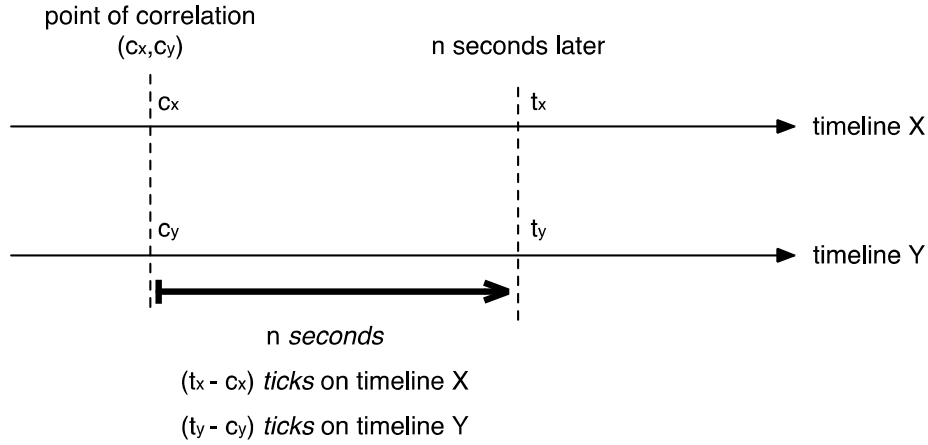 point of correlation
(cx,cy)
n seconds later
cx
tx
timeline X
cy
ty
timeline Y
n seconds
(tx - cx) ticks on timeline X
(ty - cy) ticks on timeline Y